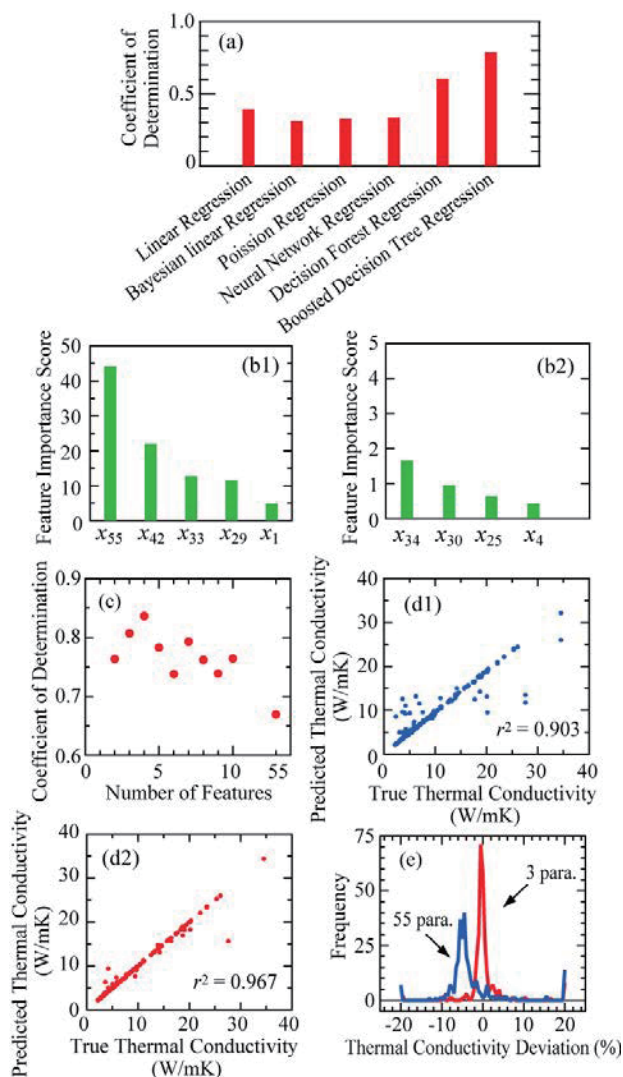 (a)
Coefficient of
Determination
1.0
0.5
0
Linear Regression
Bayesian linear Regression
Poission Regression
Neural Network Regression
Decision Forest Regression
Boosted Decision Tree Regression
(b1)
Feature Importance Score
50
40
30
20
10
0
x55 x42 x33 x29 x1
(b2)
Feature Importance Score
5
4
3
2
1
0
x34 x30 x25 x4
(c)
Coefficient of Determination
0.9
0.8
0.7
0.6
0 5 10 55
Number of Features
(d1)
Predicted Thermal Conductivity
(W/mK)
40
30
20
10
0
r² = 0.903
0 10 20 30 40
True Thermal Conductivity
(W/mK)
(d2)
Predicted Thermal Conductivity
(W/mK)
40
30
20
10
0
r² = 0.967
0 10 20 30 40
True Thermal Conductivity
(W/mK)
(e)
Frequency
75
50
25
0
3 para.
55 para.
-20 -10 0 10 20
Thermal Conductivity Deviation (%)